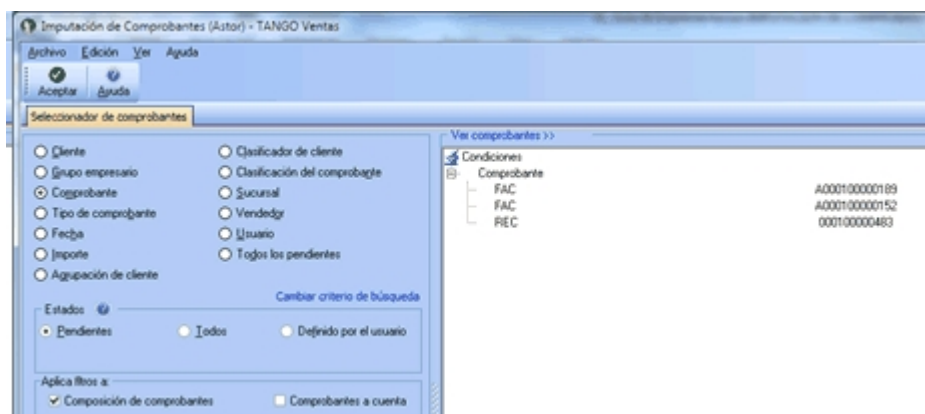 Imputación de Comprobantes (Astor) - TANGO Ventas
Archivo Edición Ver Ayuda
Aceptar Ayuda
Seleccionador de comprobantes
Ver comprobantes >>
Cliente Clasificador de cliente
Grupo empresario Clasificación del comprobante
Comprobante Sucursal
Tipo de comprobante Vendedor
Fecha Usuario
Importe Todos los pendientes
Agrupación de cliente
Cambiar criterio de búsqueda
Estados
Pendientes Todos Definido por el usuario
Aplica filtros a:
Composición de comprobantes Comprobantes a cuenta
Condiciones
Comprobante
FAC A000100000189
FAC A000100000152
REC 000100000483